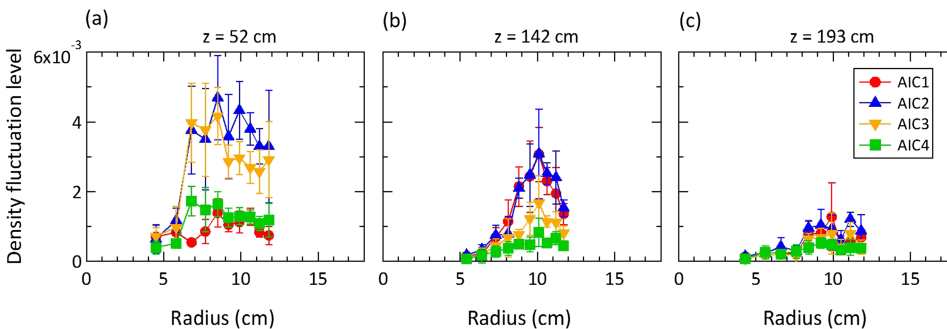 (a)
z = 52 cm
(b)
z = 142 cm
(c)
z = 193 cm
Density fluctuation level
6x10⁻³
4
2
0
0
5
10
15
0
5
10
15
0
5
10
15
AIC1
AIC2
AIC3
AIC4
Radius (cm)
Radius (cm)
Radius (cm)